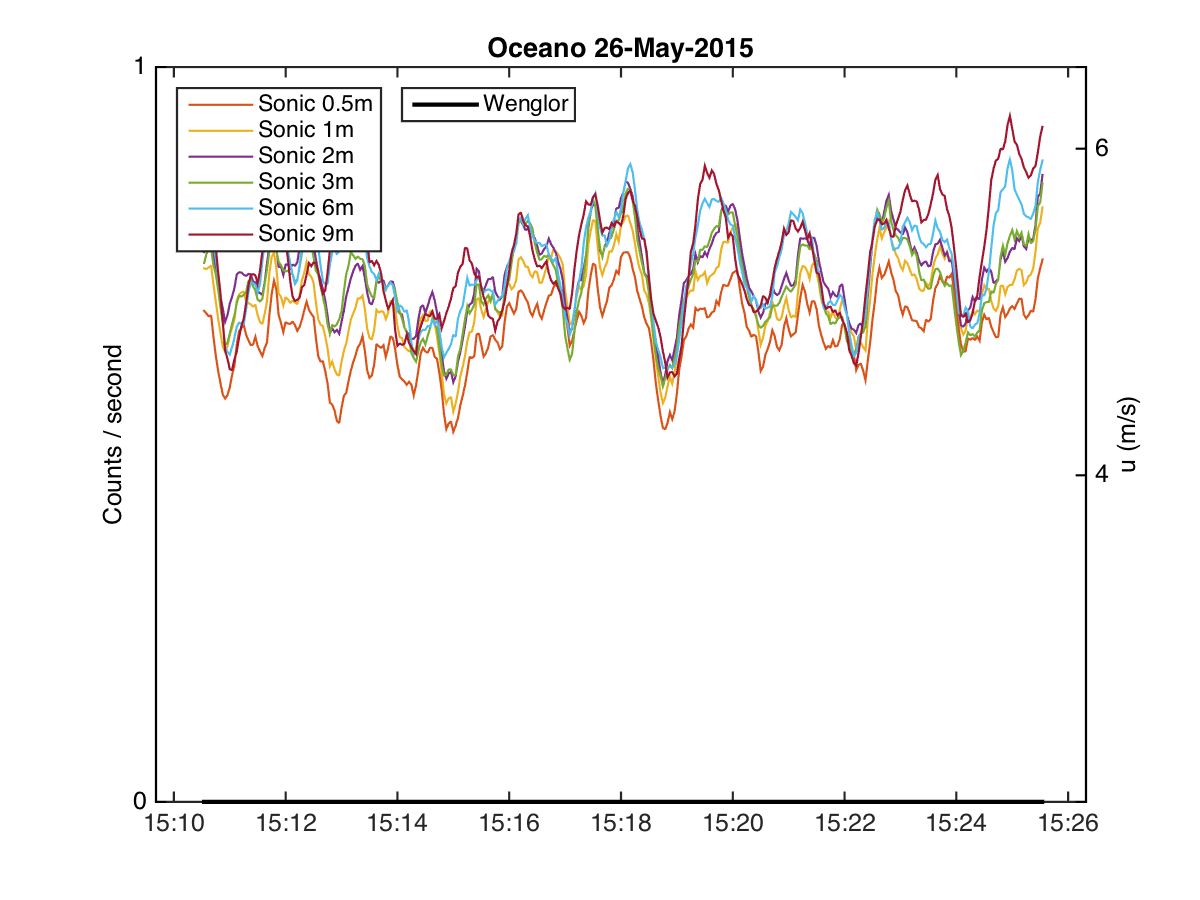 Oceano 26-May-2015
1
Sonic 0.5m
Sonic 1m
Sonic 2m
Sonic 3m
Sonic 6m
Sonic 9m
Wenglor
6
4
Counts / second
u (m/s)
0
15:10 15:12 15:14 15:16 15:18 15:20 15:22 15:24 15:26